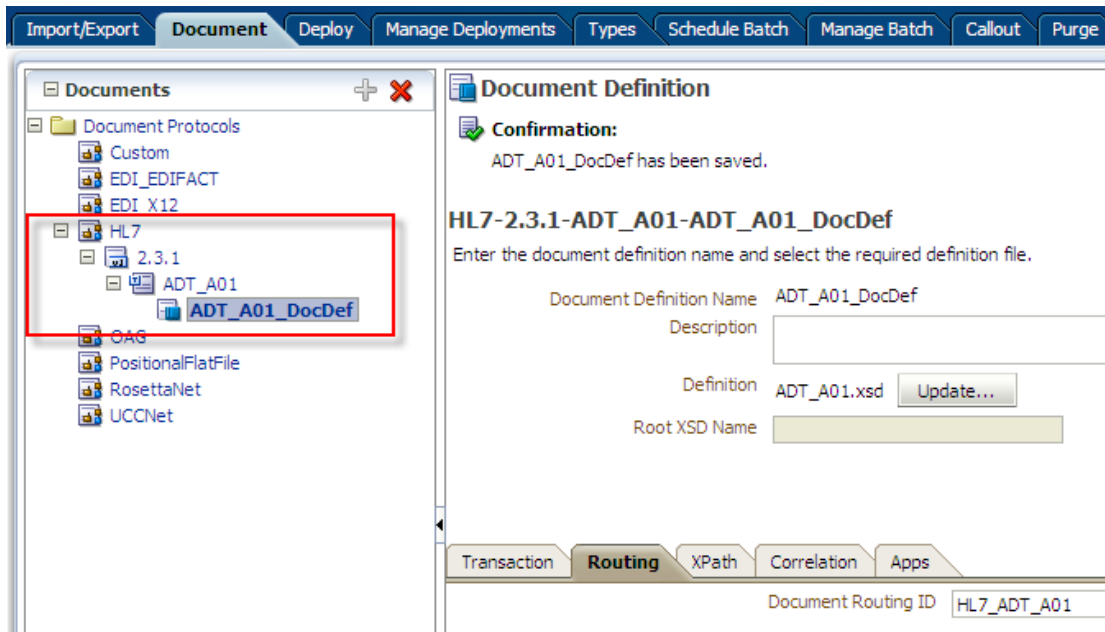 Import/Export Document Deploy Manage Deployments Types Schedule Batch Manage Batch Callout Purge
Documents
Document Protocols
Custom
EDI_EDIFACT
EDI_X12
HL7
2.3.1
ADT_A01
ADT_A01_DocDef
OAG
PositionalFlatFile
RosettaNet
UCCNet
Document Definition
Confirmation:
ADT_A01_DocDef has been saved.
HL7-2.3.1-ADT_A01-ADT_A01_DocDef
Enter the document definition name and select the required definition file.
Document Definition Name ADT_A01_DocDef
Description
Definition ADT_A01.xsd Update...
Root XSD Name
Transaction Routing XPath Correlation Apps
Document Routing ID HL7_ADT_A01